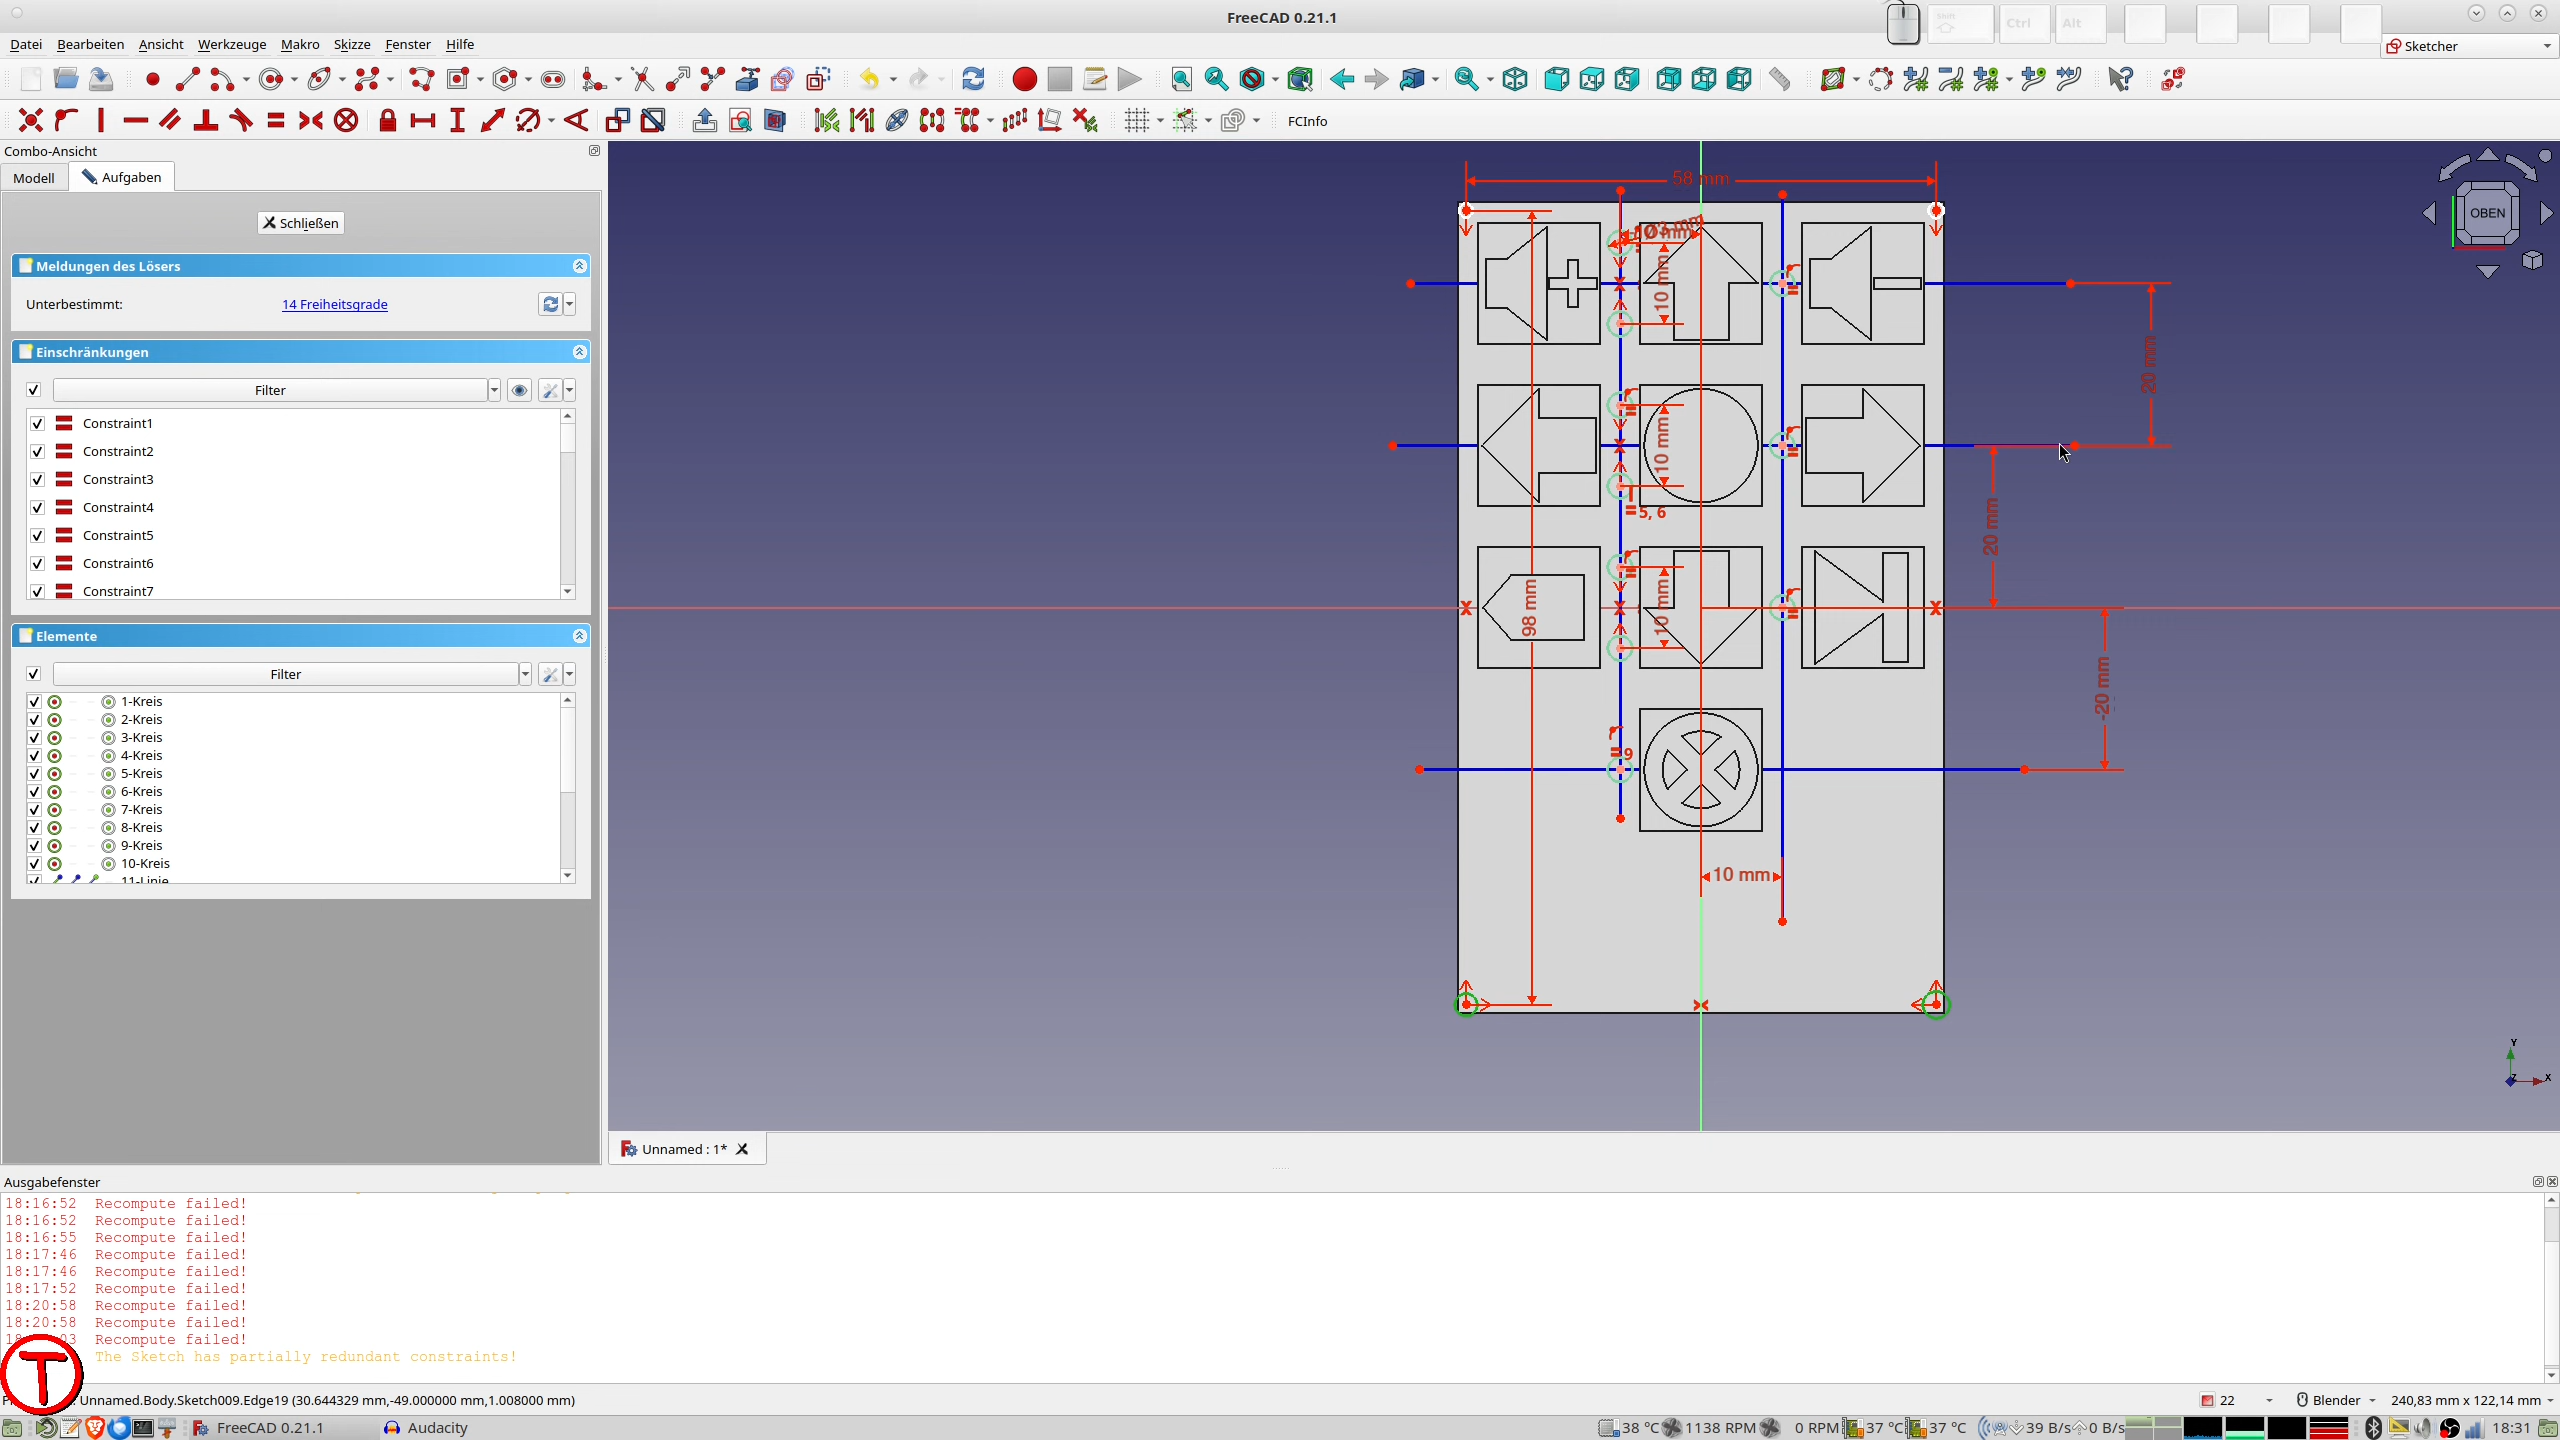 FreeCAD 0.21.1
Shift
Ctrl
Alt
Datei Bearbeiten Ansicht Werkzeuge Makro Skizze Fenster Hilfe
Sketcher
FCInfo
Combo-Ansicht
Modell
Aufgaben
Schließen
Meldungen des Lösers
Unterbestimmt:
14 Freiheitsgrade
Einschränkungen
Filter
Constraint1
Constraint2
Constraint3
Constraint4
Constraint5
Constraint6
Constraint7
Elemente
Filter
1-Kreis
2-Kreis
3-Kreis
4-Kreis
5-Kreis
6-Kreis
7-Kreis
8-Kreis
9-Kreis
10-Kreis
11-Linie
58 mm
10 mm
20 mm
10 mm
5, 6
20 mm
98 mm
10 mm
-20 mm
9
10 mm
OBEN
Y
Z
X
Unnamed : 1*
Ausgabefenster
18:16:52 Recompute failed!
18:16:52 Recompute failed!
18:16:55 Recompute failed!
18:17:46 Recompute failed!
18:17:46 Recompute failed!
18:17:52 Recompute failed!
18:20:58 Recompute failed!
18:20:58 Recompute failed!
03 Recompute failed!
The Sketch has partially redundant constraints!
T
Unnamed.Body.Sketch009.Edge19 (30.644329 mm,-49.000000 mm,1.008000 mm)
22
Blender
240,83 mm x 122,14 mm
FreeCAD 0.21.1
Audacity
38 °C 1138 RPM 0 RPM 37 °C 37 °C 39 B/s 0 B/s
18:31